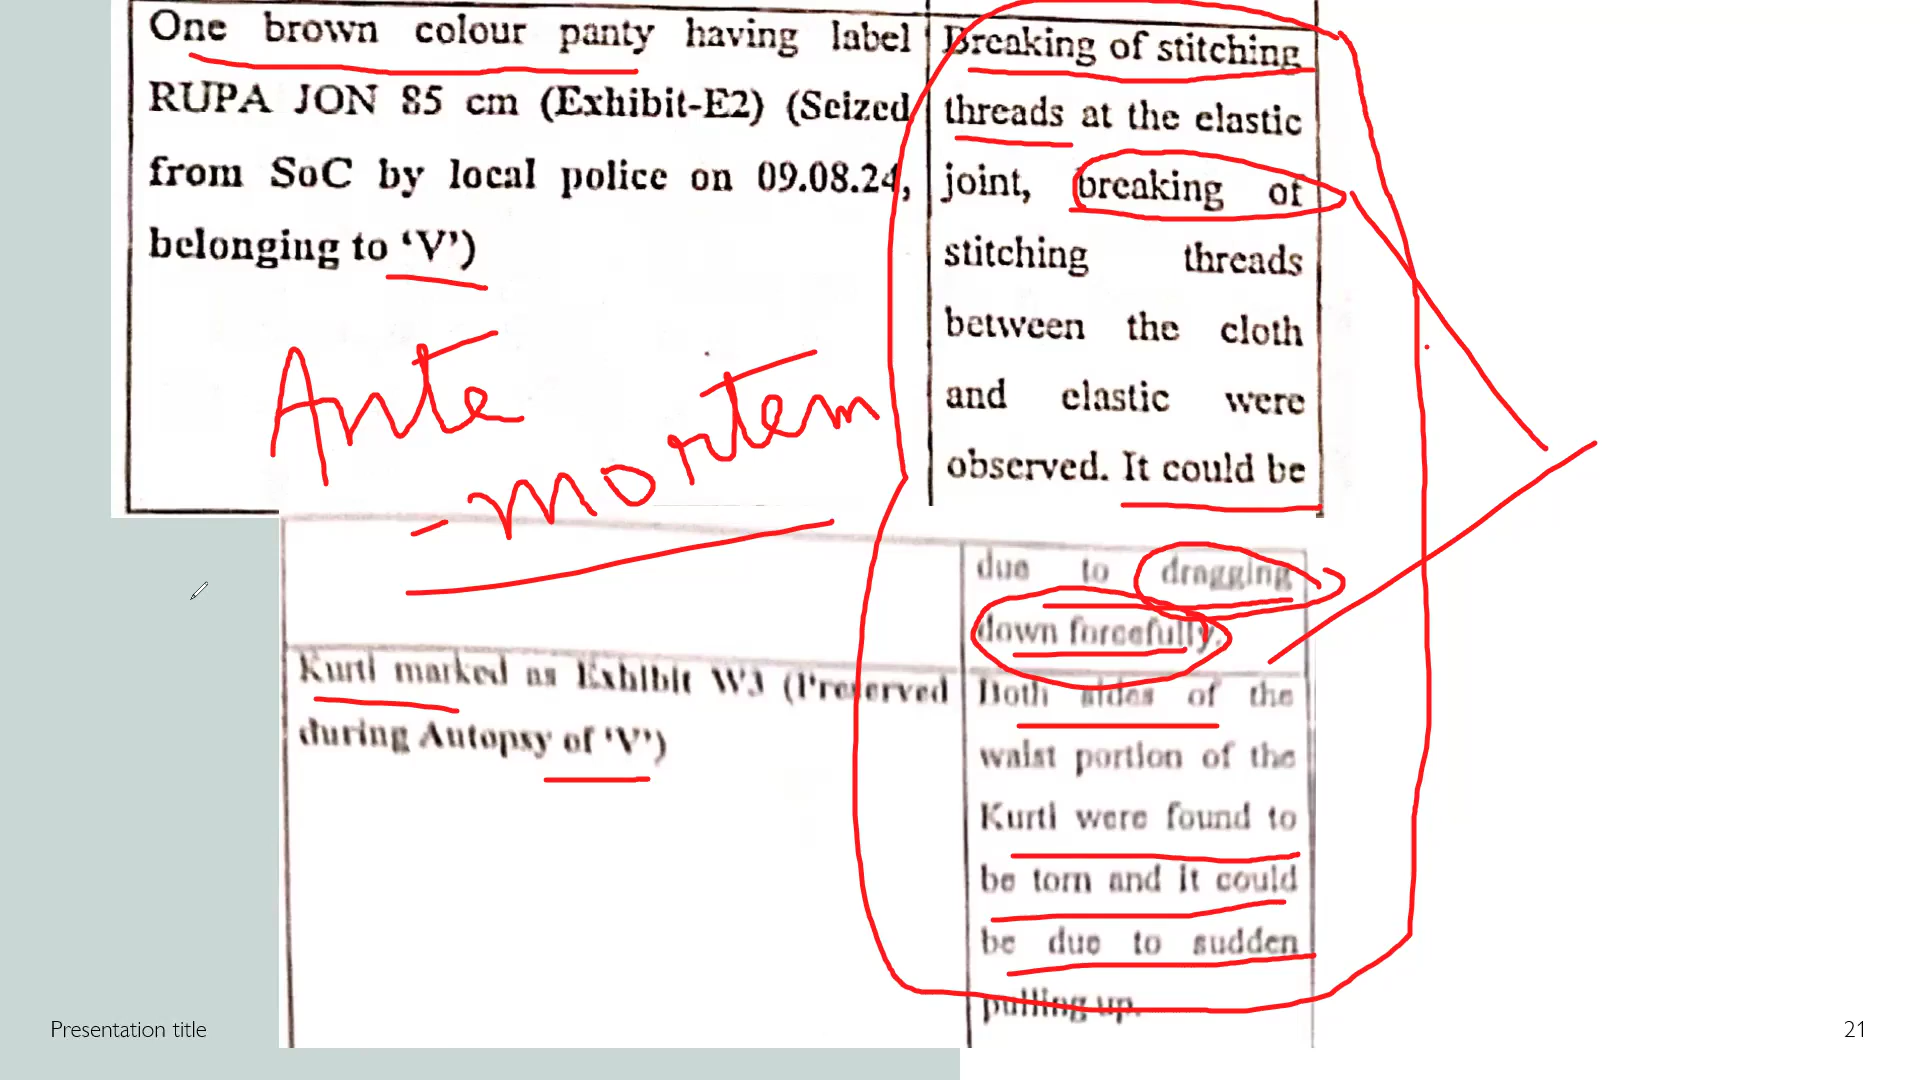 One brown colour panty having label
RUPA JON 85 cm (Exhibit-E2) (Seized
from SoC by local police on 09.08.24,
belonging to ‘V’)
Breaking of stitching
threads at the elastic
joint, breaking of
stitching threads
between the cloth
and elastic were
observed. It could be
Ante
-mortem
due to dragging
down forcefully.
Kurti marked as Exhibit W3 (Preserved
during Autopsy of ‘V’)
Both sides of the
waist portion of the
Kurti were found to
be torn and it could
be due to sudden
pulling up.
Presentation title
21